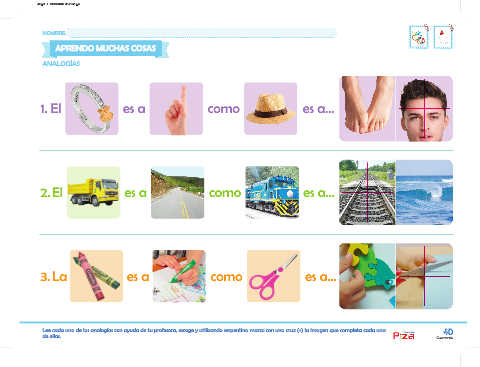 NOMBRE:
APRENDO MUCHAS COSAS
ANALOGÍAS
1. El es a como es a...
2. El es a como es a...
3. La es a como es a...
Lee cada una de las analogías con ayuda de tu profesora, escoge y utilizando serpentina marca con una cruz (x) la imagen que completa cada una
de ellas.
Pizá
40